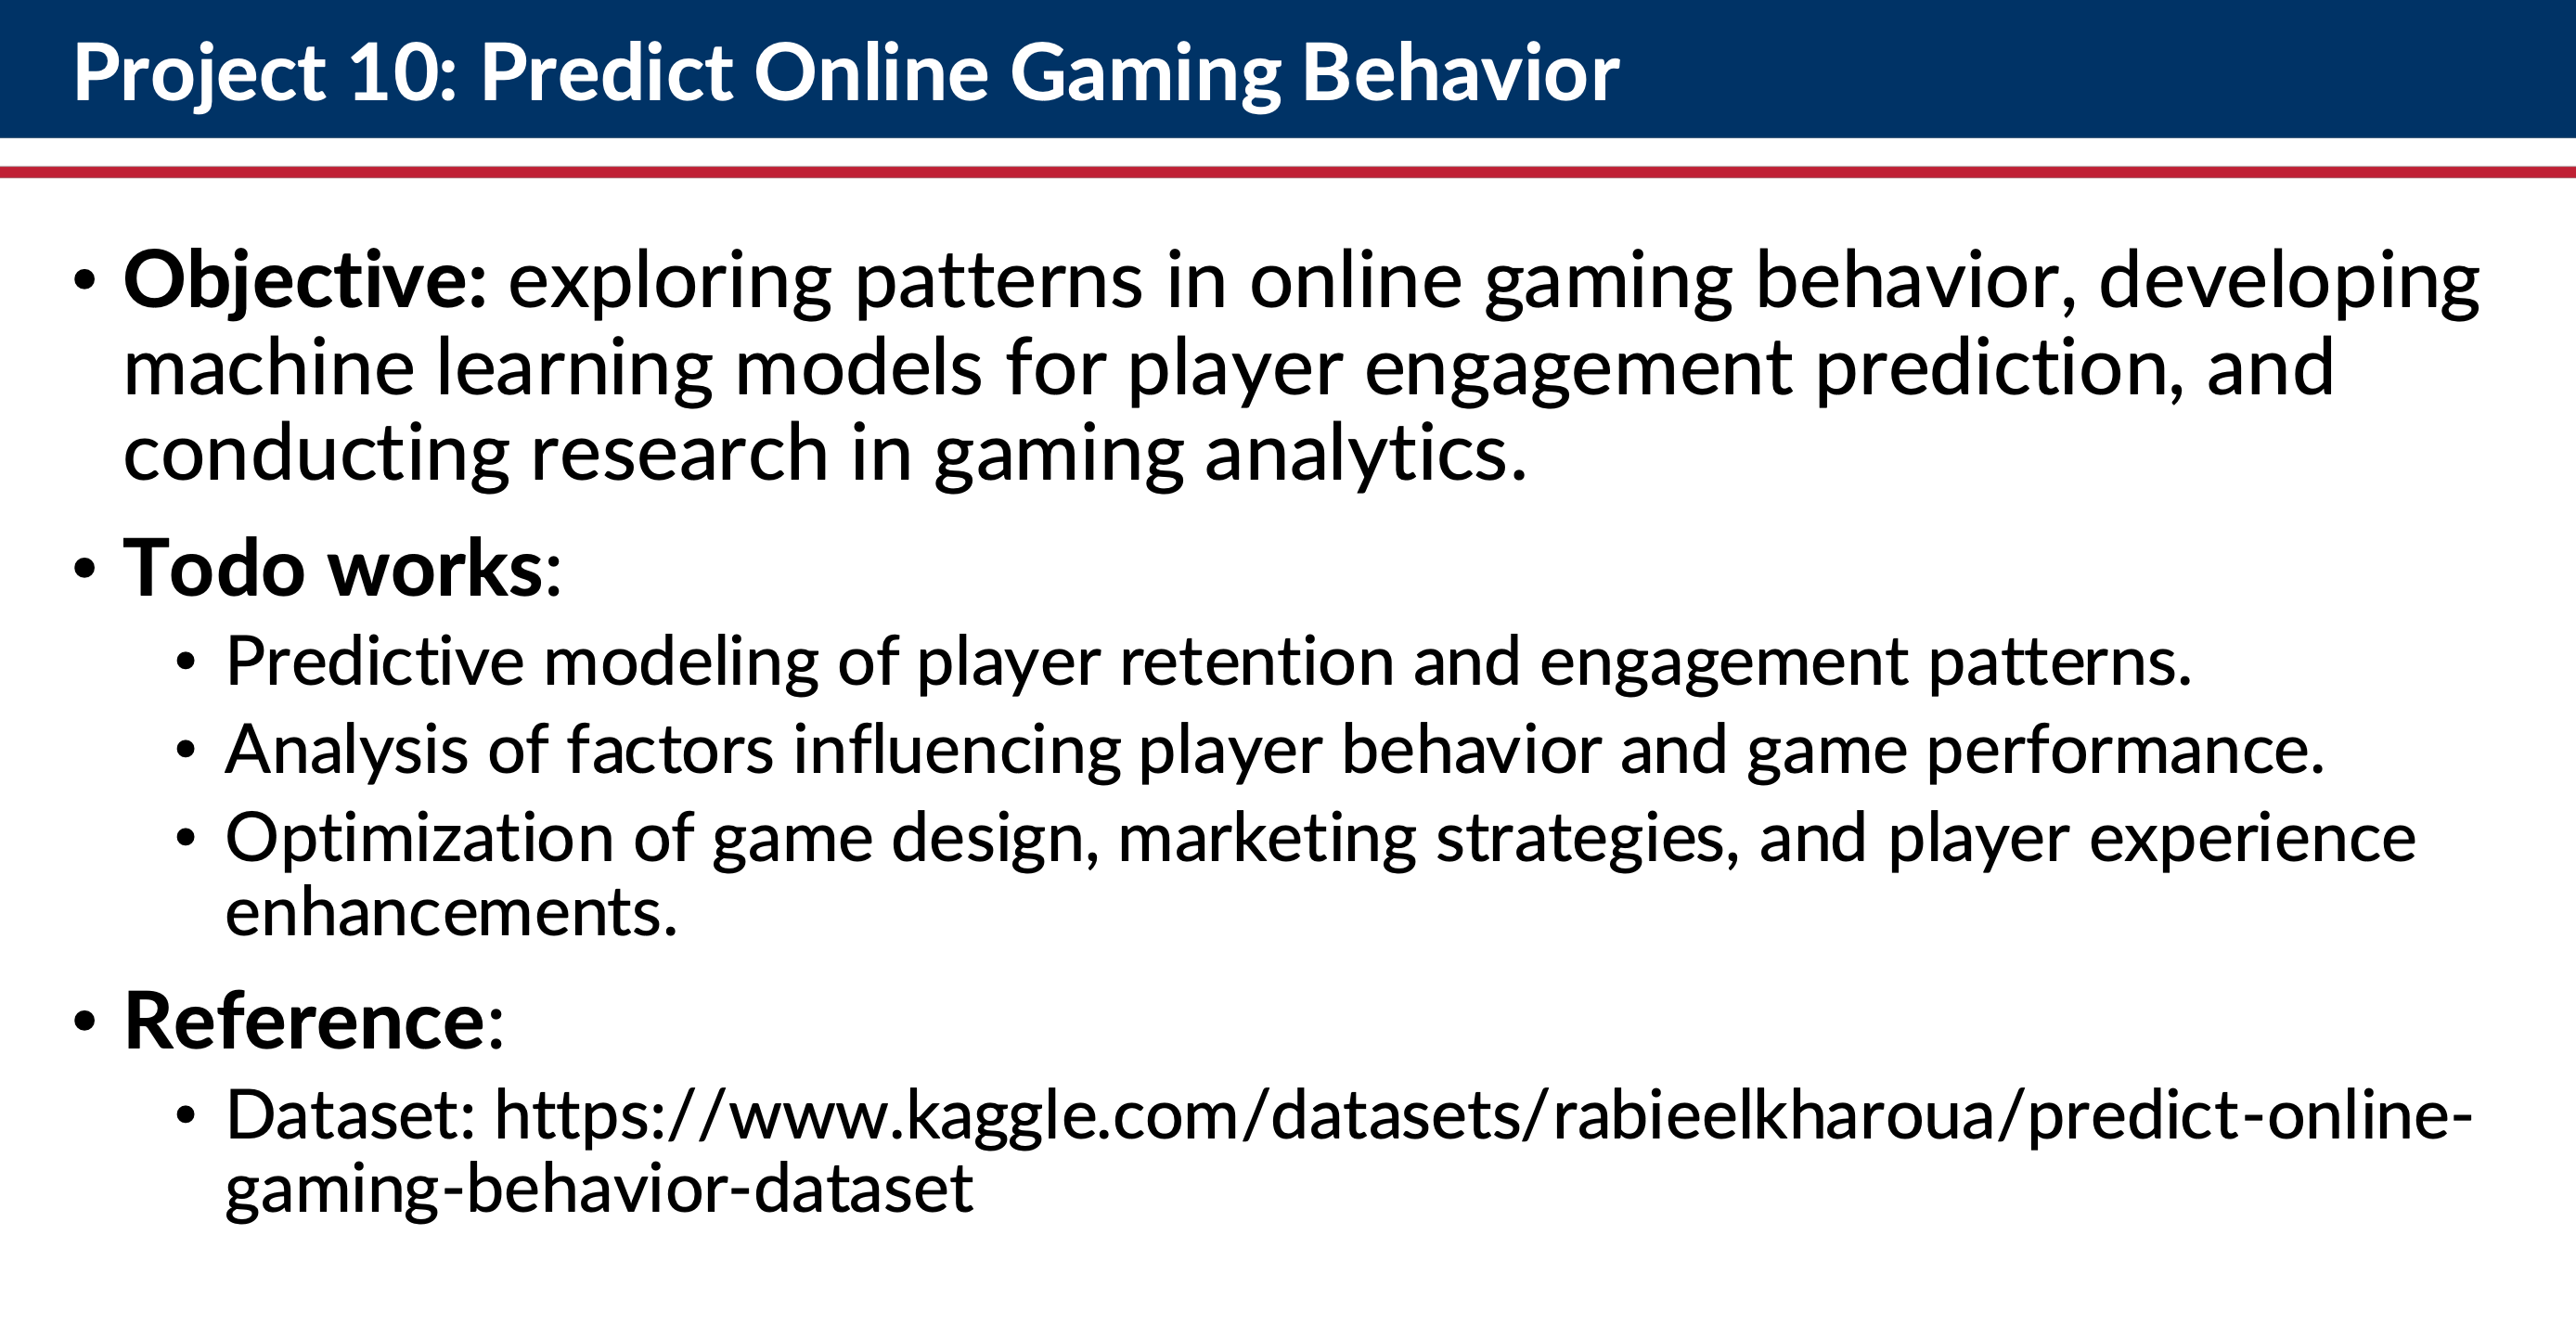 Project 10: Predict Online Gaming Behavior
• Objective: exploring patterns in online gaming behavior, developing
machine learning models for player engagement prediction, and
conducting research in gaming analytics.
• Todo works:
• Predictive modeling of player retention and engagement patterns.
• Analysis of factors influencing player behavior and game performance.
• Optimization of game design, marketing strategies, and player experience
enhancements.
• Reference:
• Dataset: https://www.kaggle.com/datasets/rabieelkharoua/predict-online-
gaming-behavior-dataset